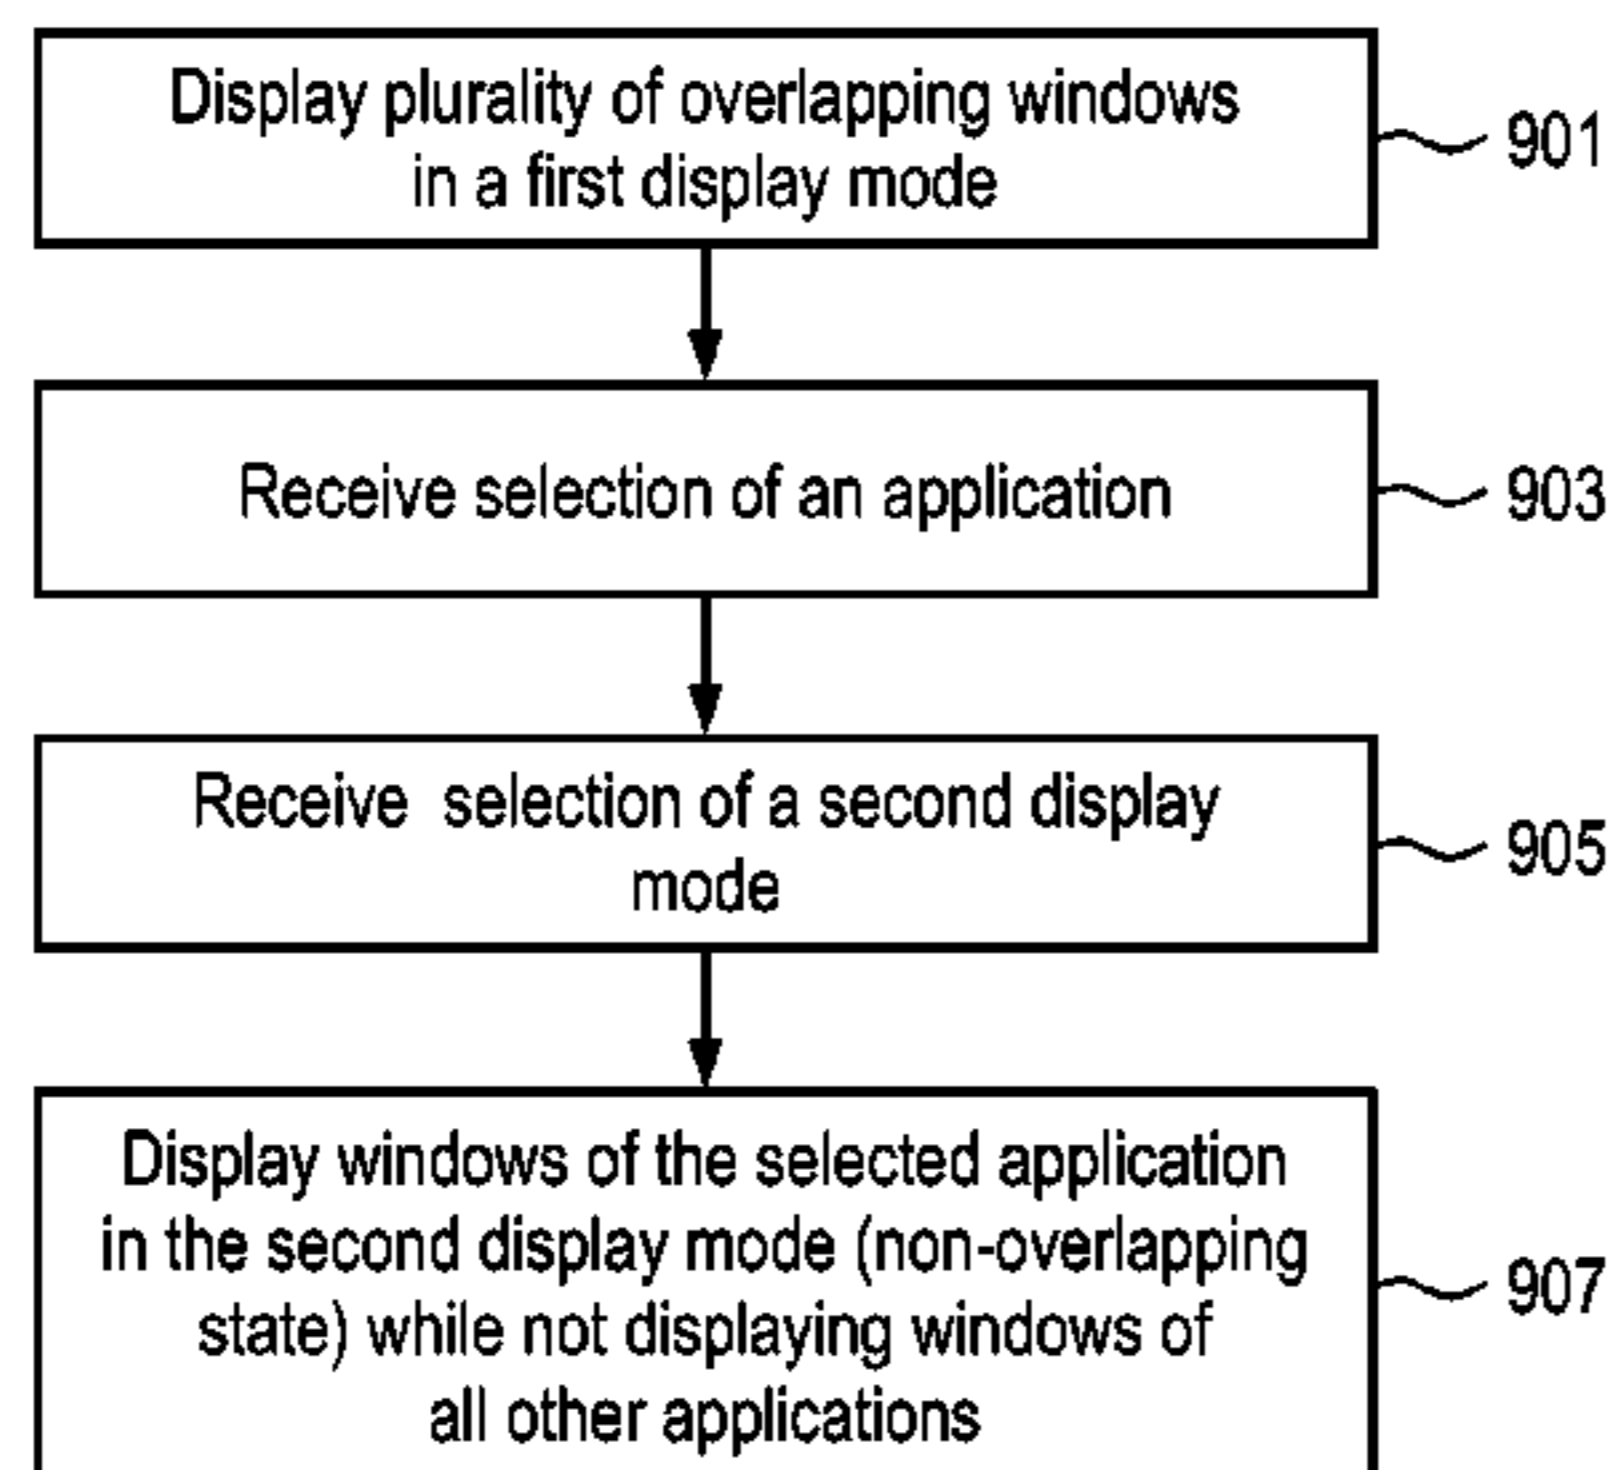 Display plurality of overlapping windows
in a first display mode
901
Receive selection of an application
903
Receive selection of a second display
mode
905
Display windows of the selected application
in the second display mode (non-overlapping
state) while not displaying windows of
all other applications
907